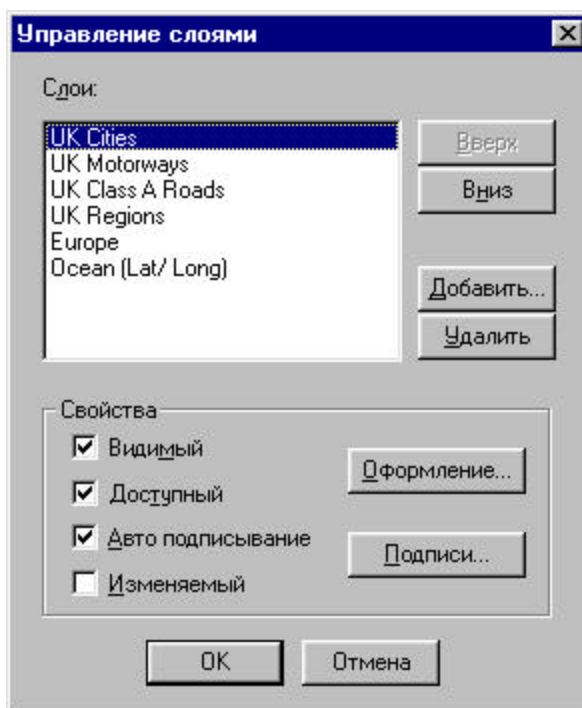 Управление слоями
Слои:
UK Cities
UK Motorways
UK Class A Roads
UK Regions
Europe
Ocean (Lat/ Long)
Вверх
Вниз
Добавить...
Удалить
Свойства
Видимый
Доступный
Авто подписывание
Изменяемый
Оформление...
Подписи...
OK
Отмена